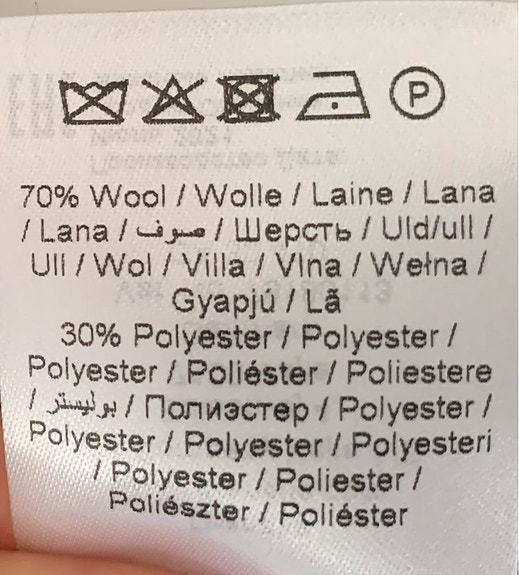 P
70% Wool / Wolle / Laine / Lana
/ Lana / صوف / Шерсть / Uld/ull /
Ull / Wol / Villa / Vlna / Wełna /
Gyapjú / Lã
30% Polyester / Polyester /
Polyester / Poliéster / Poliestere
/ بوليستر / Полиэстер / Polyester /
Polyester / Polyester / Polyesteri
/ Polyester / Poliester /
Poliészter / Poliéster